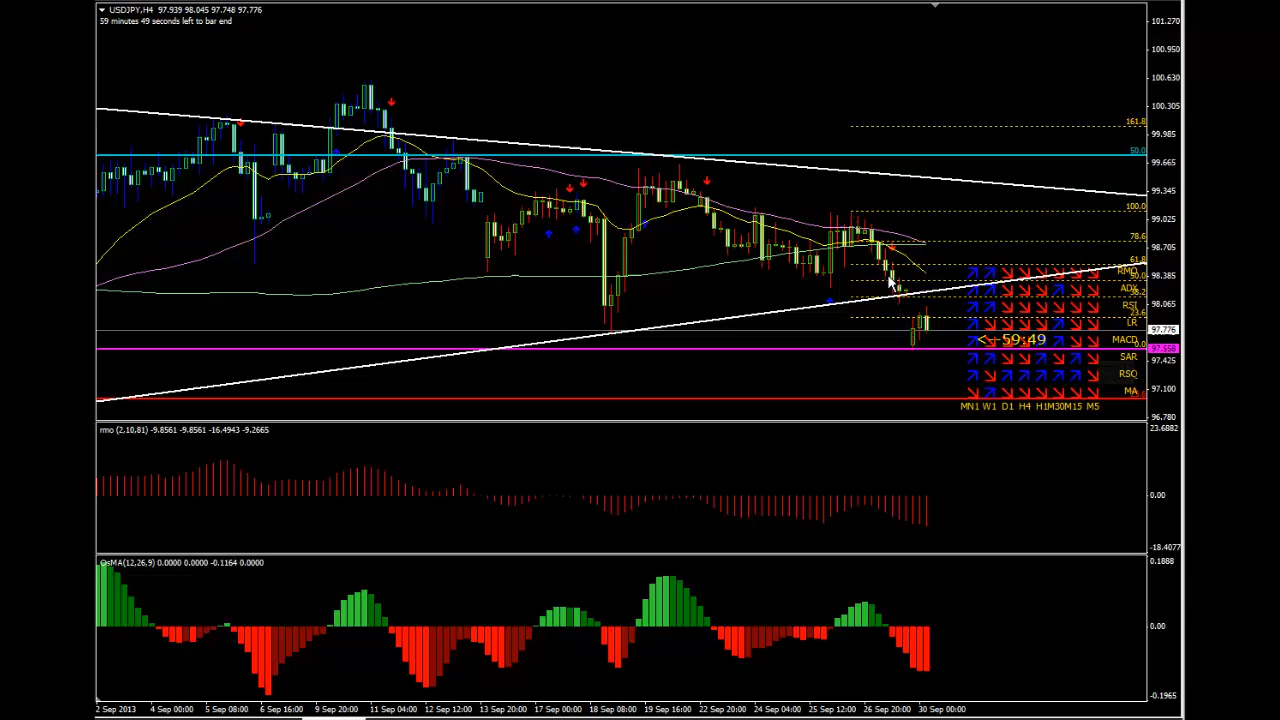 USDJPY,H4 97.939 98.045 97.748 97.776
59 minutes 49 seconds left to bar end
101.270
100.950
100.630
100.305
99.985
99.665
99.345
99.025
98.705
98.385
98.065
97.776
97.558
97.425
97.100
96.780
161.8
50.0
100.0
78.6
61.8
50.0
38.2
23.6
0.0
RMO
ADX
RSI
LR
MACD
SAR
RSQ
MA
<--59:49
MN1 W1 D1 H4 H1 M30 M15 M5
rmo (2,10,81) -9.8561 -9.8561 -16.4943 -9.2665
23.6882
0.00
-18.4077
OsMA(12,26,9) 0.0000 0.0000 -0.1164 0.0000
0.1888
0.00
-0.1965
2 Sep 2013 4 Sep 00:00 5 Sep 08:00 6 Sep 16:00 9 Sep 20:00 11 Sep 04:00 12 Sep 12:00 13 Sep 20:00 17 Sep 00:00 18 Sep 08:00 19 Sep 16:00 22 Sep 20:00 24 Sep 04:00 25 Sep 12:00 26 Sep 20:00 30 Sep 00:00